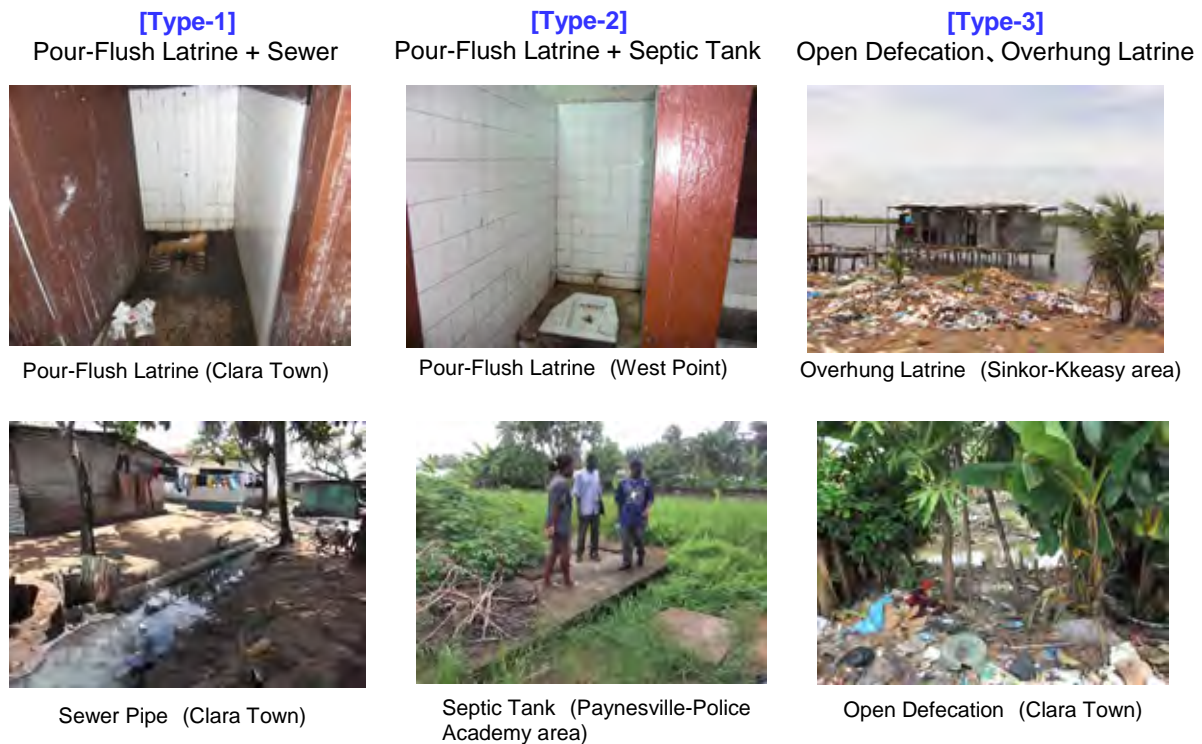 [Type-1]
Pour-Flush Latrine + Sewer
[Type-2]
Pour-Flush Latrine + Septic Tank
[Type-3]
Open Defecation、Overhung Latrine
Pour-Flush Latrine (Clara Town)
Pour-Flush Latrine (West Point)
Overhung Latrine (Sinkor-Kkeasy area)
Sewer Pipe (Clara Town)
Septic Tank (Paynesville-Police
Academy area)
Open Defecation (Clara Town)